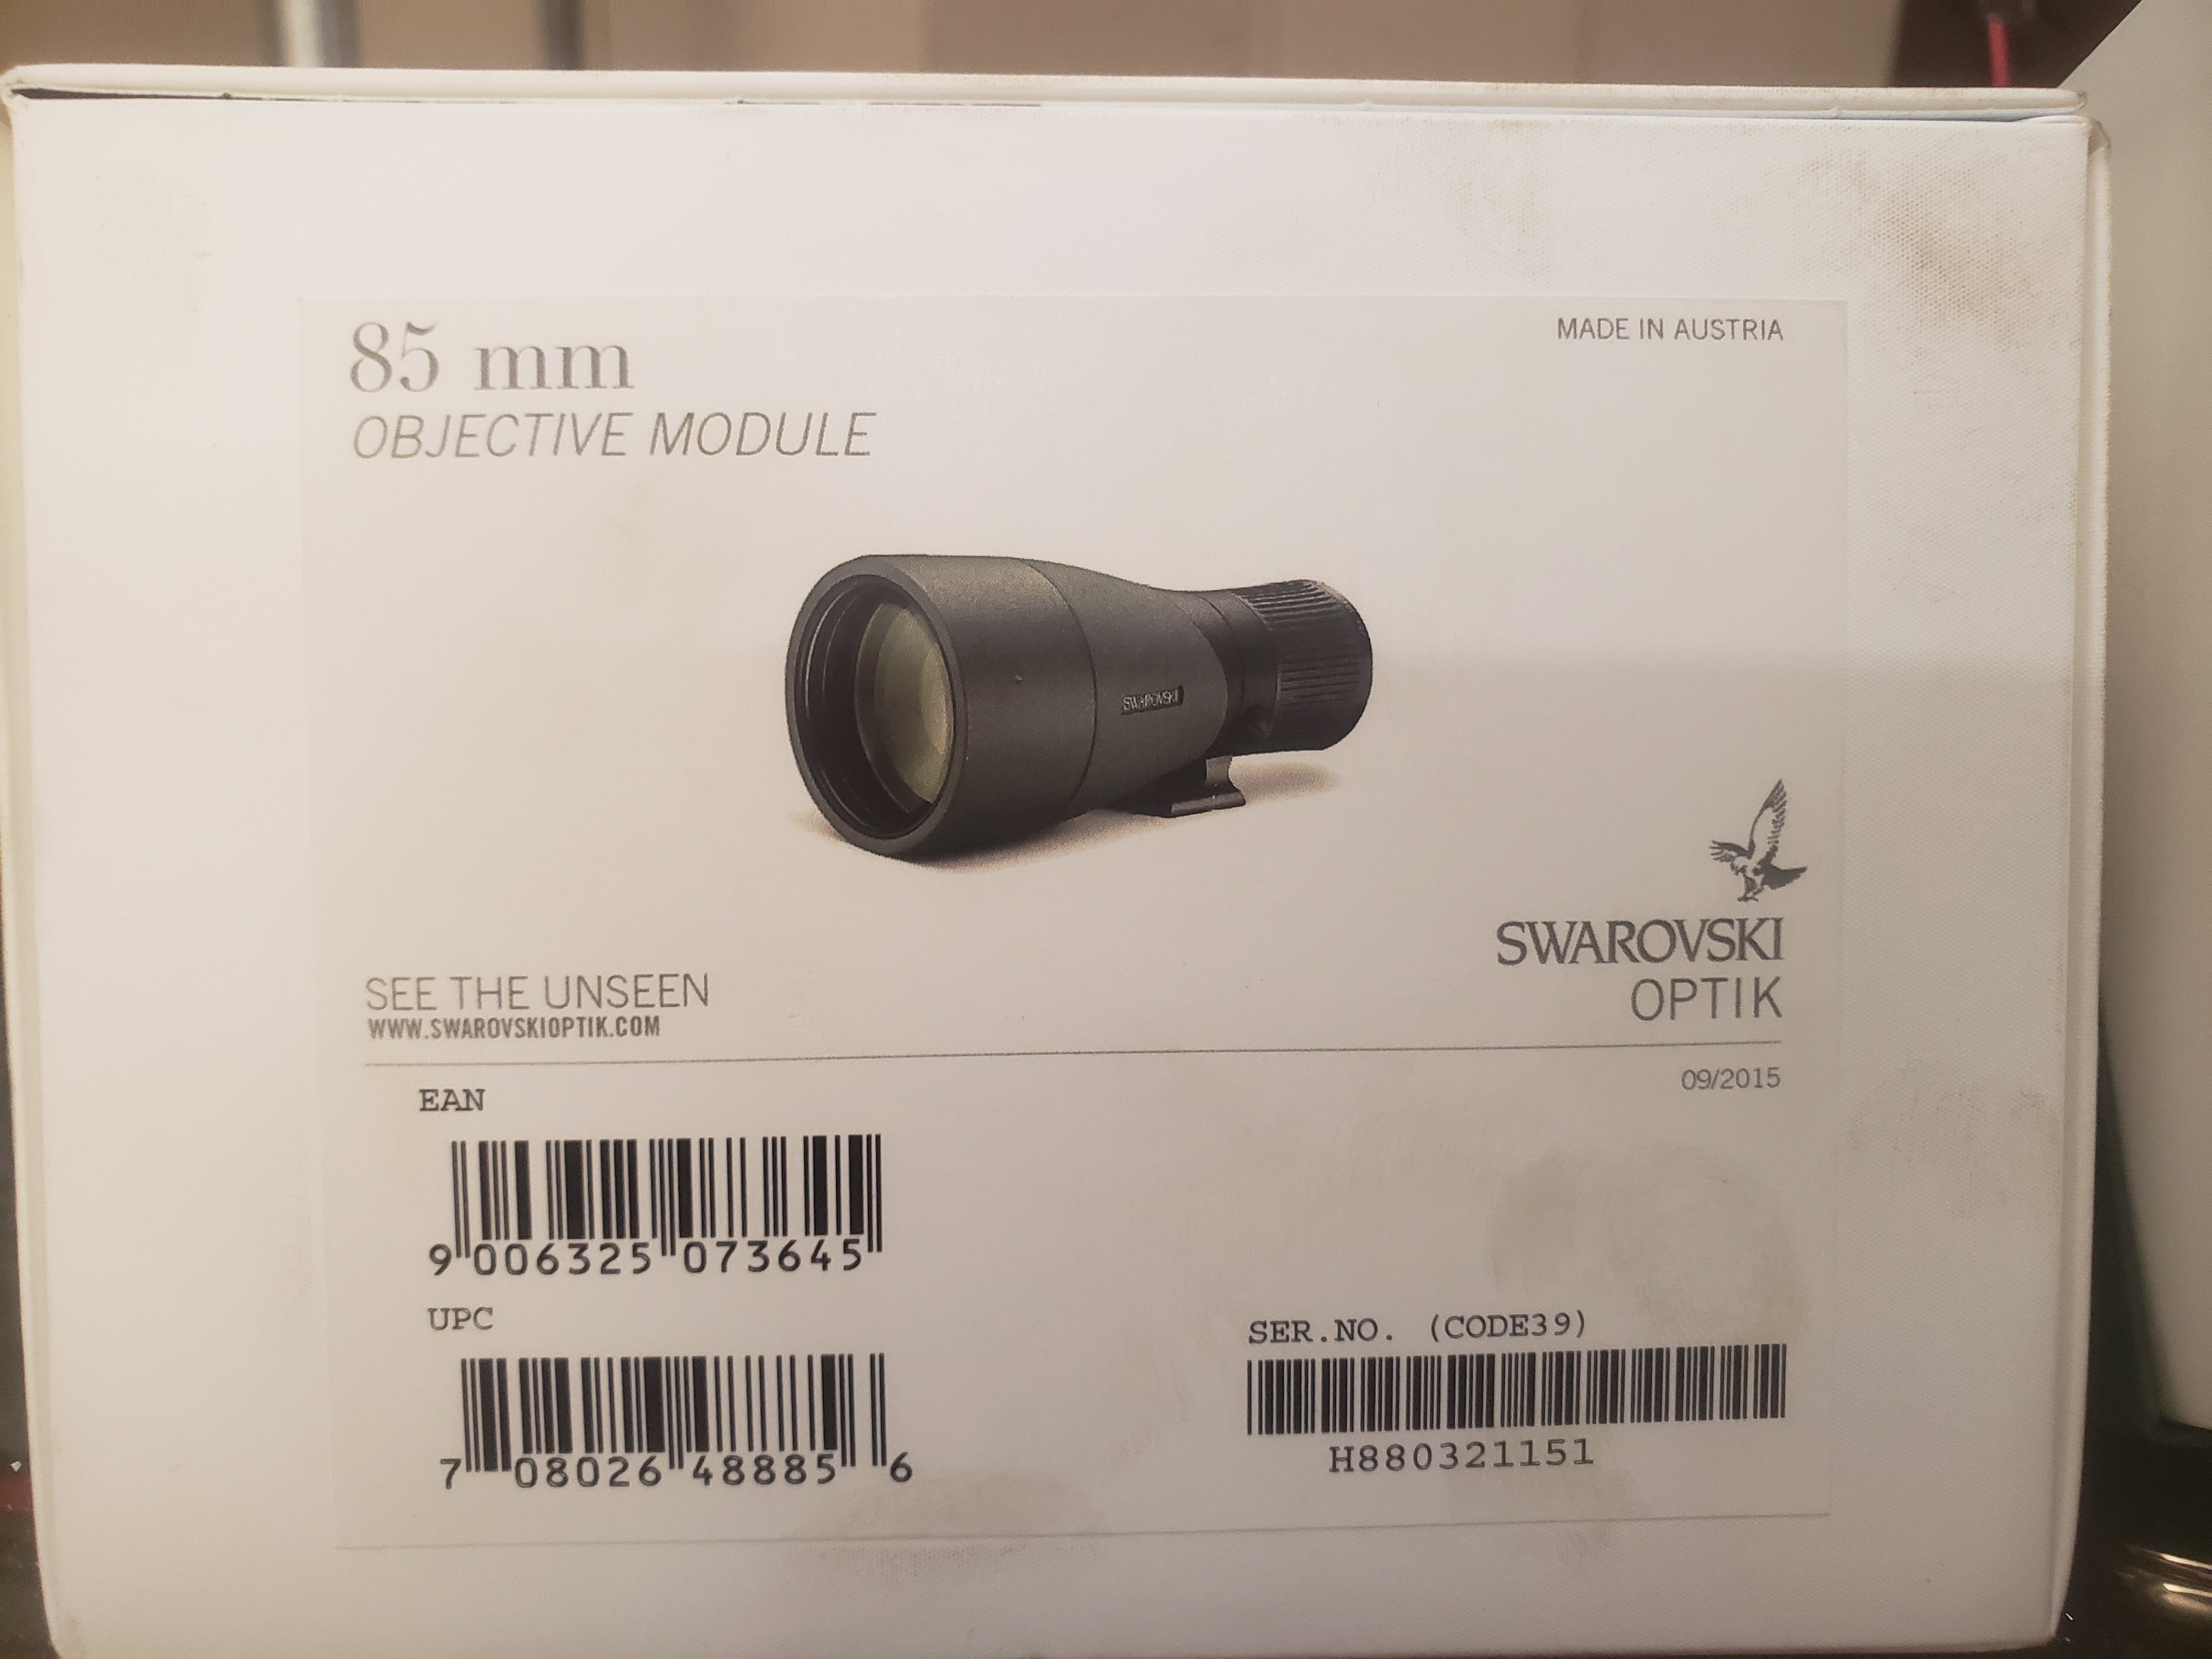 85 mm
OBJECTIVE MODULE
MADE IN AUSTRIA
SWAROVSKI
SWAROVSKI
OPTIK
SEE THE UNSEEN
WWW.SWAROVSKIOPTIK.COM
09/2015
EAN
9 006325 073645
UPC
7 08026 48885 6
SER.NO. (CODE39)
H880321151